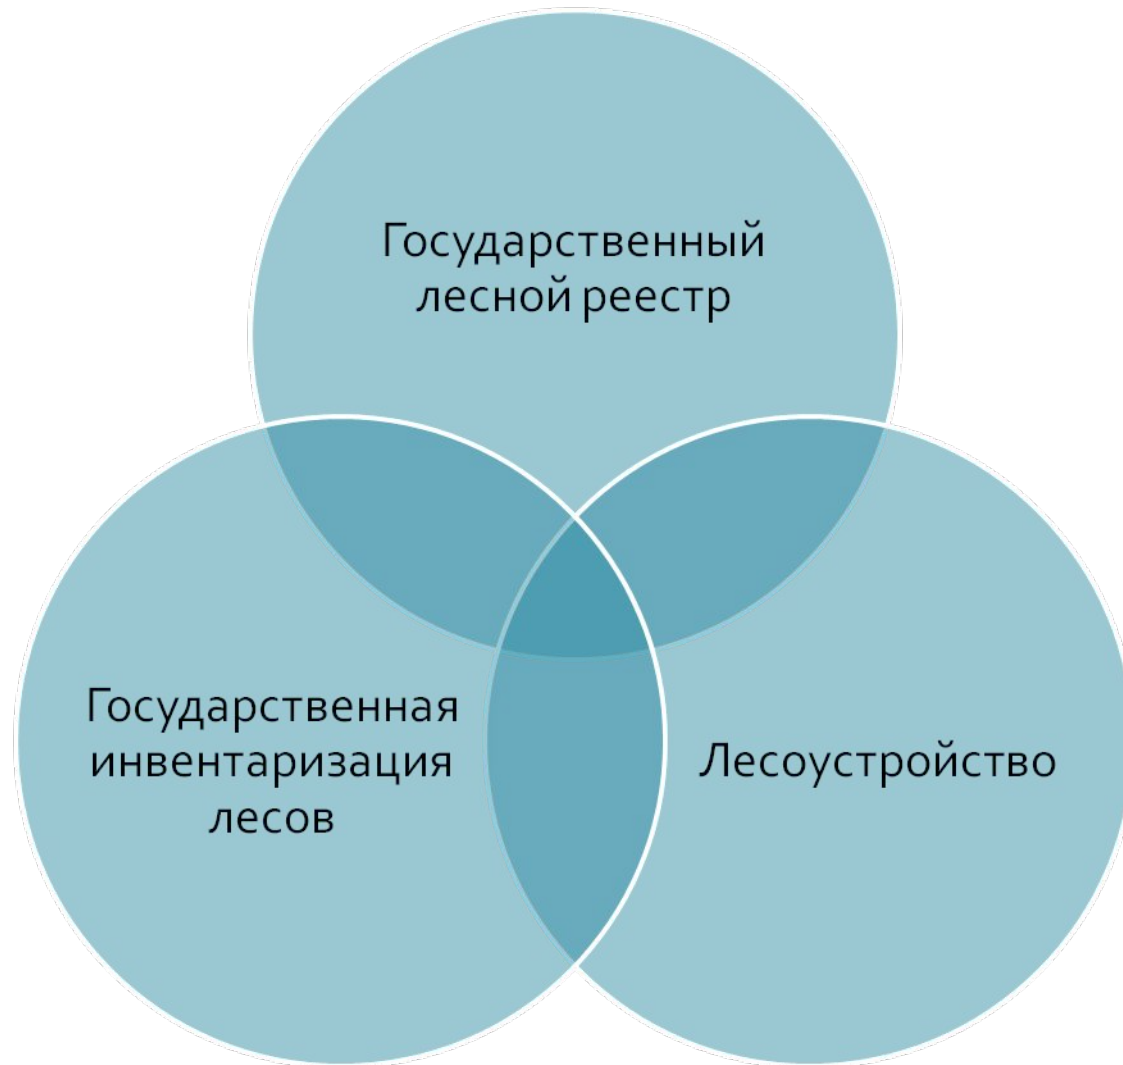 Государственный
лесной реестр
Государственная
инвентаризация
лесов
Лесоустройство